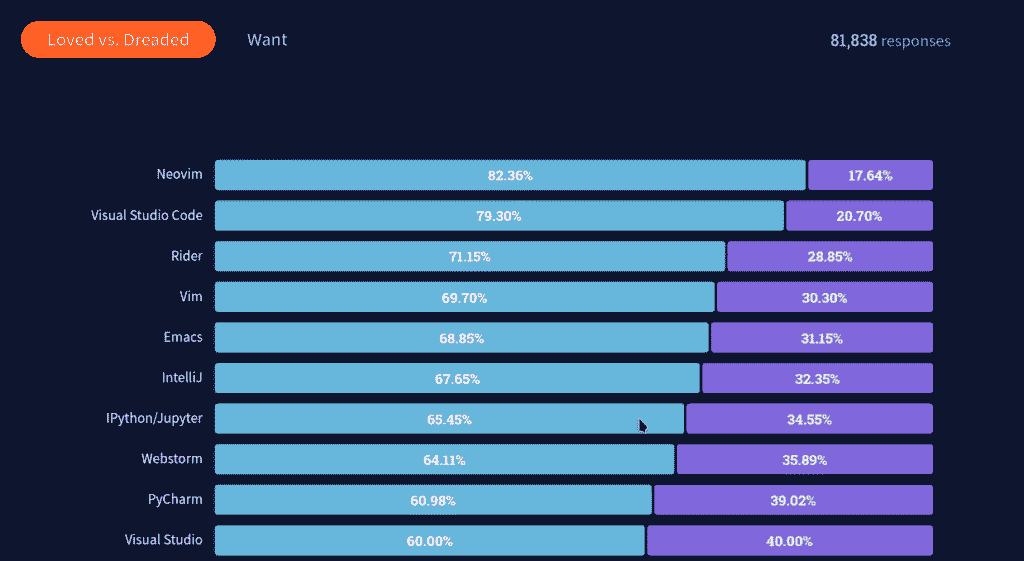 Loved vs. Dreaded Want 81,838 responses
Neovim 82.36% 17.64%
Visual Studio Code 79.30% 20.70%
Rider 71.15% 28.85%
Vim 69.70% 30.30%
Emacs 68.85% 31.15%
IntelliJ 67.65% 32.35%
IPython/Jupyter 65.45% 34.55%
Webstorm 64.11% 35.89%
PyCharm 60.98% 39.02%
Visual Studio 60.00% 40.00%